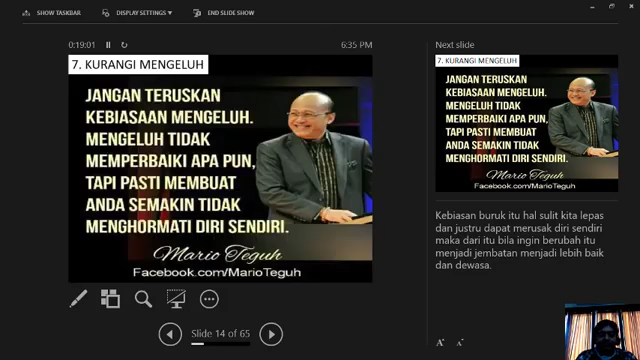 SHOW TASKBAR
DISPLAY SETTINGS ▾
END SLIDE SHOW
0:19:01
6:35 PM
7. KURANGI MENGELUH
JANGAN TERUSKAN
KEBIASAAN MENGELUH.
MENGELUH TIDAK
MEMPERBAIKI APA PUN,
TAPI PASTI MEMBUAT
ANDA SEMAKIN TIDAK
MENGHORMATI DIRI SENDIRI.
Mario Teguh
Facebook.com/MarioTeguh
Slide 14 of 65
Next slide
7. KURANGI MENGELUH
JANGAN TERUSKAN
KEBIASAAN MENGELUH.
MENGELUH TIDAK
MEMPERBAIKI APA PUN,
TAPI PASTI MEMBUAT
ANDA SEMAKIN TIDAK
MENGHORMATI DIRI SENDIRI.
Mario Teguh
Facebook.com/MarioTeguh
Kebiasan buruk itu hal sulit kita lepas
dan justru dapat merusak diri sendiri
maka dari itu bila ingin berubah itu
menjadi jembatan menjadi lebih baik
dan dewasa.
A A